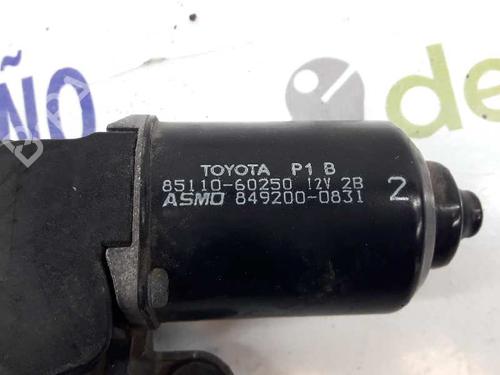 ÑO
de
TOYOTA P1 B
85110-60250 12V 2B
ASMO 849200-0831 2